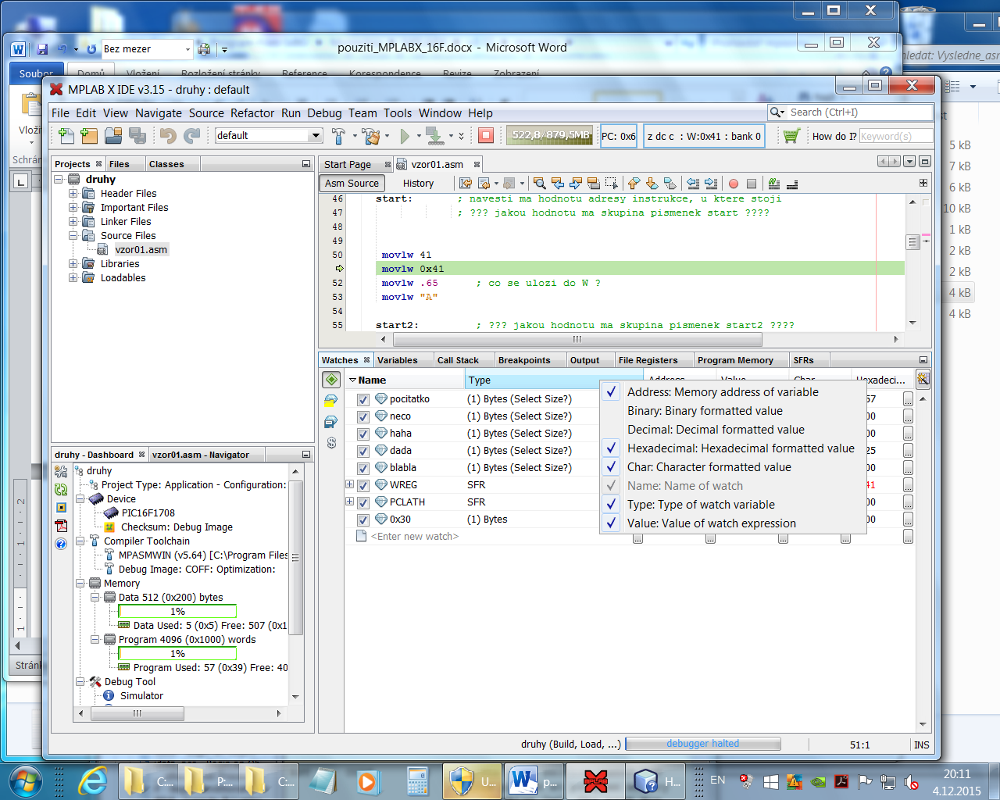 Bez mezer
pouziti_MPLABX_16F.docx - Microsoft Word
Soubor Domů Vložení Rozložení stránky Reference Korespondence Revize Zobrazení
hledat: Vysledne_asn
MPLAB X IDE v3.15 - druhy : default
File Edit View Navigate Source Refactor Run Debug Team Tools Window Help
Search (Ctrl+I)
Vloži
Schrán
default
522,8/879,5MB
PC: 0x6
z dc c : W:0x41 : bank 0
How do I? Keyword(s)
Projects Files Classes
druhy
Header Files
Important Files
Linker Files
Source Files
vzor01.asm
Libraries
Loadables
Start Page vzor01.asm
Asm Source History
46 start: ; navesti ma hodnotu adresy instrukce, u ktere stoji
47 ; ??? jakou hodnotu ma skupina pismenek start ????
48
49
50 movlw 41
movlw 0x41
52 movlw .65 ; co se ulozi do W ?
53 movlw "A"
54
55 start2: ; ??? jakou hodnotu ma skupina pismenek start2 ????
5 kB
7 kB
6 kB
10 kB
1 kB
2 kB
2 kB
4 kB
4 kB
Watches Variables Call Stack Breakpoints Output File Registers Program Memory SFRs
Name Type Hexadeci...
pocitatko (1) Bytes (Select Size?) 57
neco (1) Bytes (Select Size?) 00
haha (1) Bytes (Select Size?) 00
dada (1) Bytes (Select Size?) 25
blabla (1) Bytes (Select Size?) 00
WREG SFR 41
PCLATH SFR 00
0x30 (1) Bytes 00
<Enter new watch>
Address: Memory address of variable
Binary: Binary formatted value
Decimal: Decimal formatted value
Hexadecimal: Hexadecimal formatted value
Char: Character formatted value
Name: Name of watch
Type: Type of watch variable
Value: Value of watch expression
druhy - Dashboard vzor01.asm - Navigator
druhy
Project Type: Application - Configuration:
Device
PIC16F1708
Checksum: Debug Image
Compiler Toolchain
MPASMWIN (v5.64) [C:\Program Files
Debug Image: COFF: Optimization:
Memory
Data 512 (0x200) bytes
1%
Data Used: 5 (0x5) Free: 507 (0x1
Program 4096 (0x1000) words
1%
Program Used: 57 (0x39) Free: 40
Debug Tool
Simulator
Stránk
druhy (Build, Load, ...) debugger halted
51:1 INS
C:... P:... C:... U... p... H...
EN
20:11
4.12.2015